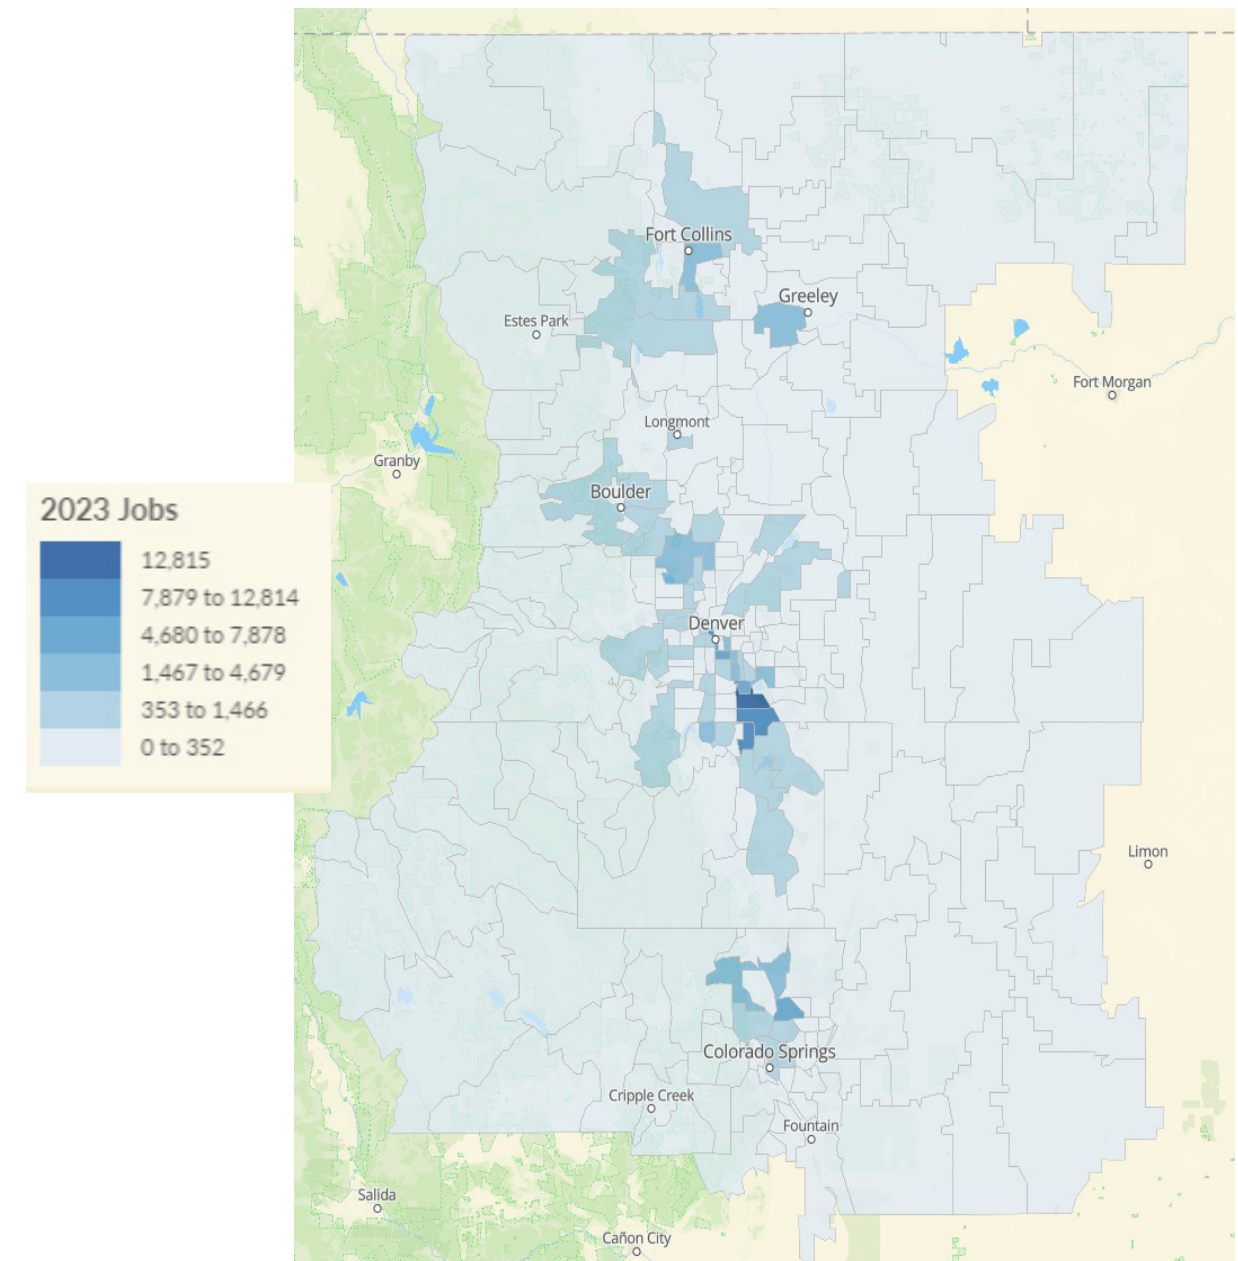 Fort Collins
Greeley
Estes Park
Fort Morgan
Longmont
Granby
Boulder
2023 Jobs
12,815
7,879 to 12,814
4,680 to 7,878
1,467 to 4,679
353 to 1,466
0 to 352
Denver
Limon
Colorado Springs
Cripple Creek
Fountain
Salida
Cañon City